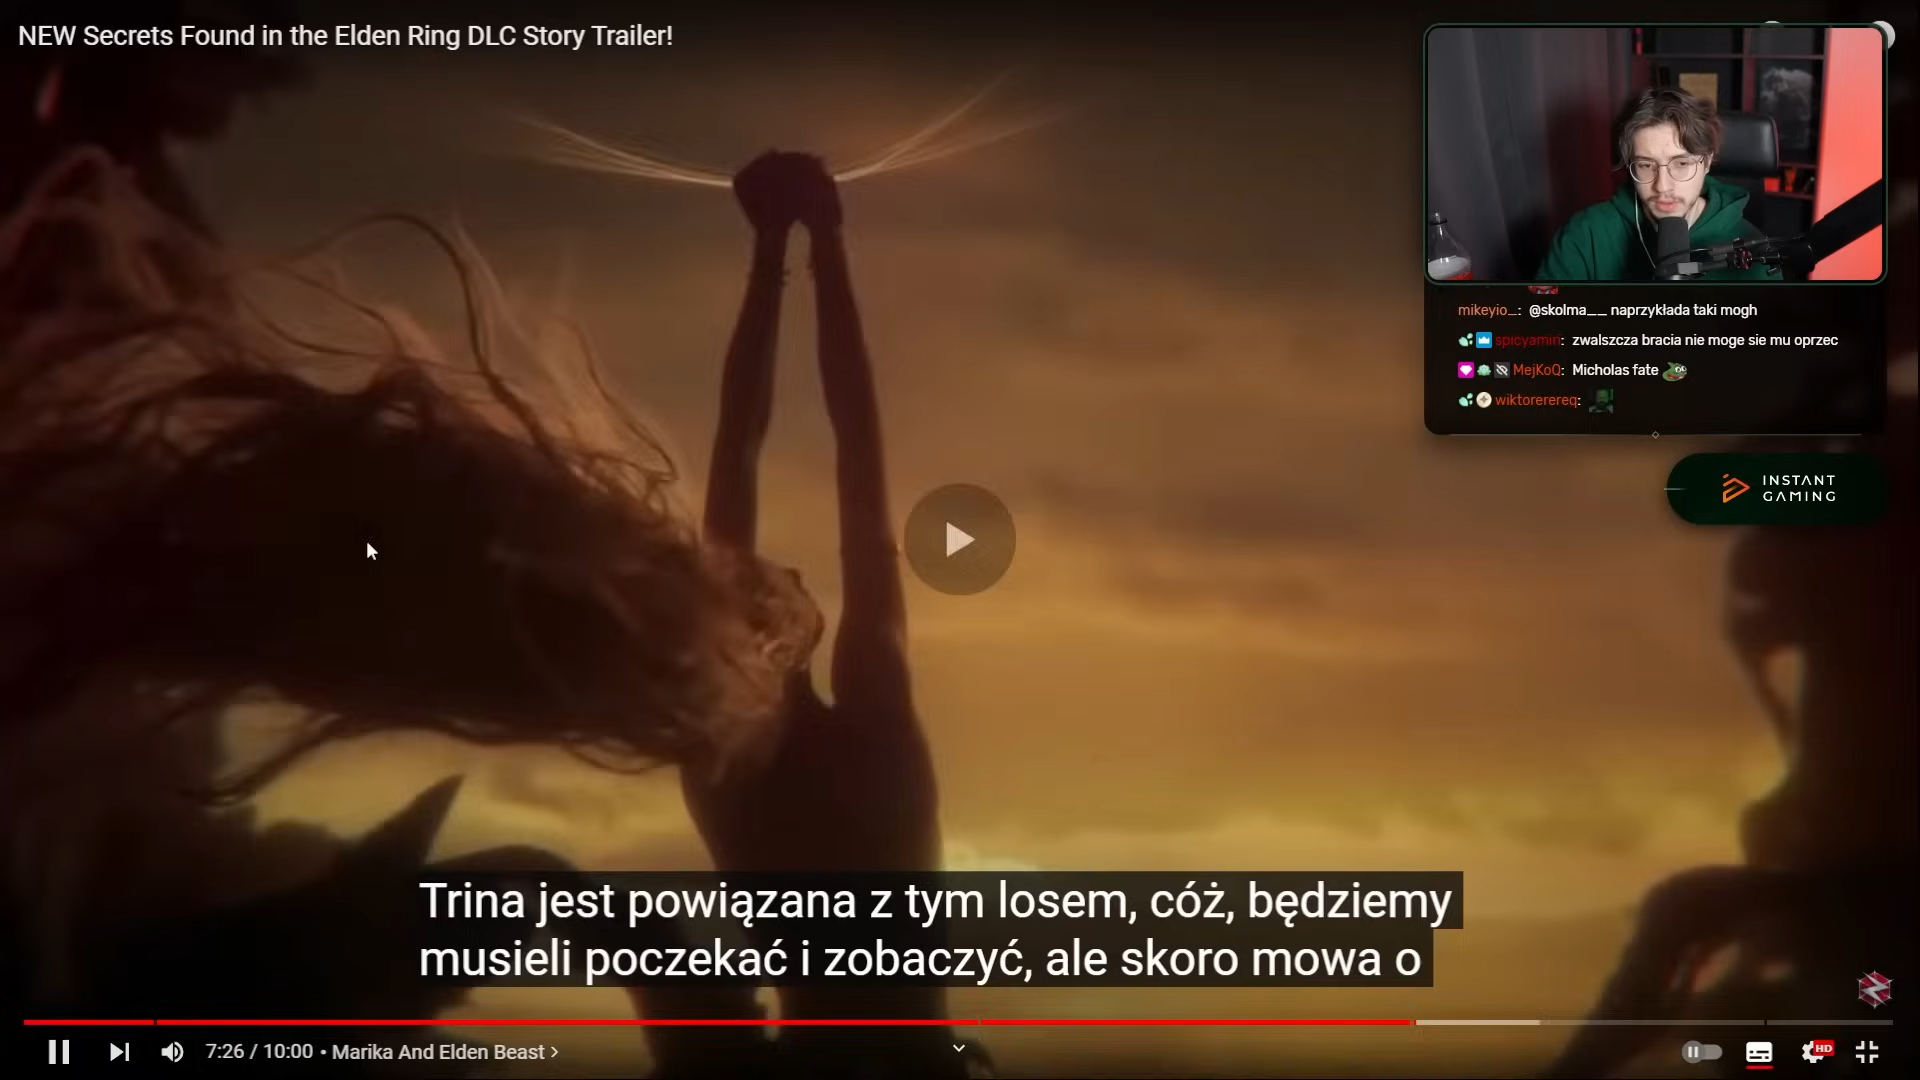 NEW Secrets Found in the Elden Ring DLC Story Trailer!
mikeyio_: @skolma__ naprzykłada taki mogh
spicyamiri: zwalszcza bracia nie moge sie mu oprzec
MejKoQ: Micholas fate
wiktorerereq:
INSTANT
GAMING
Trina jest powiązana z tym losem, cóż, będziemy
musieli poczekać i zobaczyć, ale skoro mowa o
7:26 / 10:00 • Marika And Elden Beast >
HD